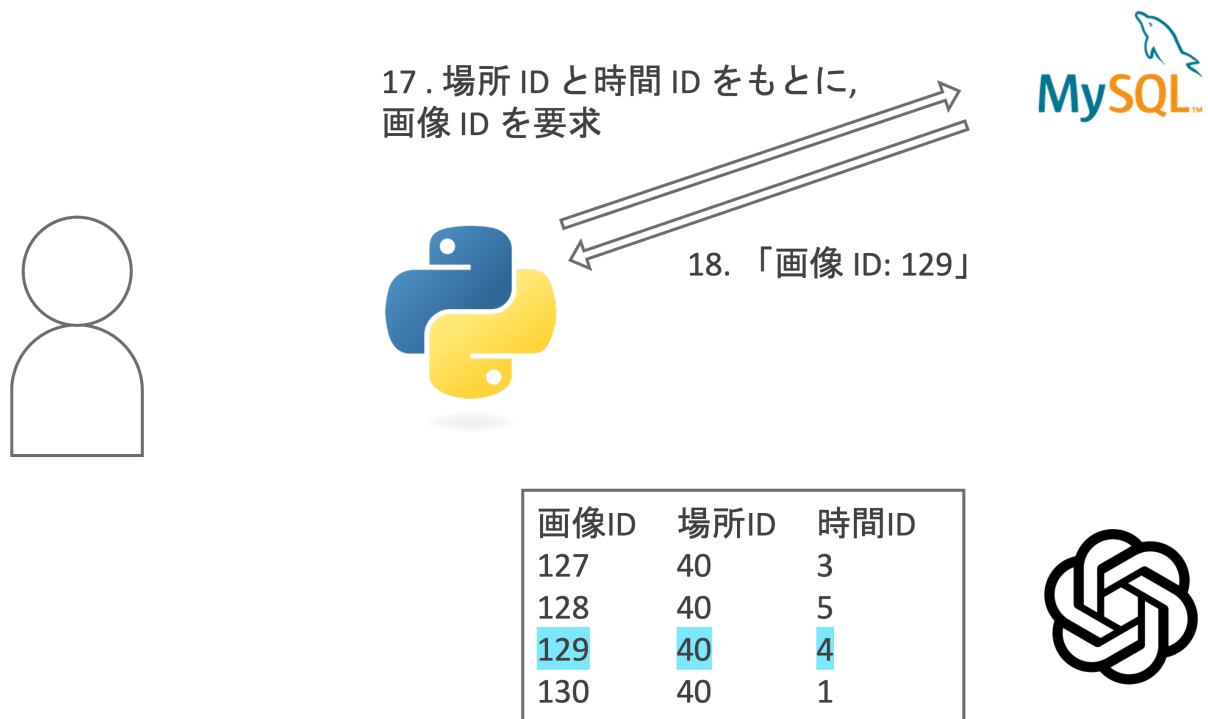 17 . 場所 ID と時間 ID をもとに,
画像 ID を要求
MySQL™
18. 「画像 ID: 129」
画像ID 場所ID 時間ID
127 40 3
128 40 5
129 40 4
130 40 1